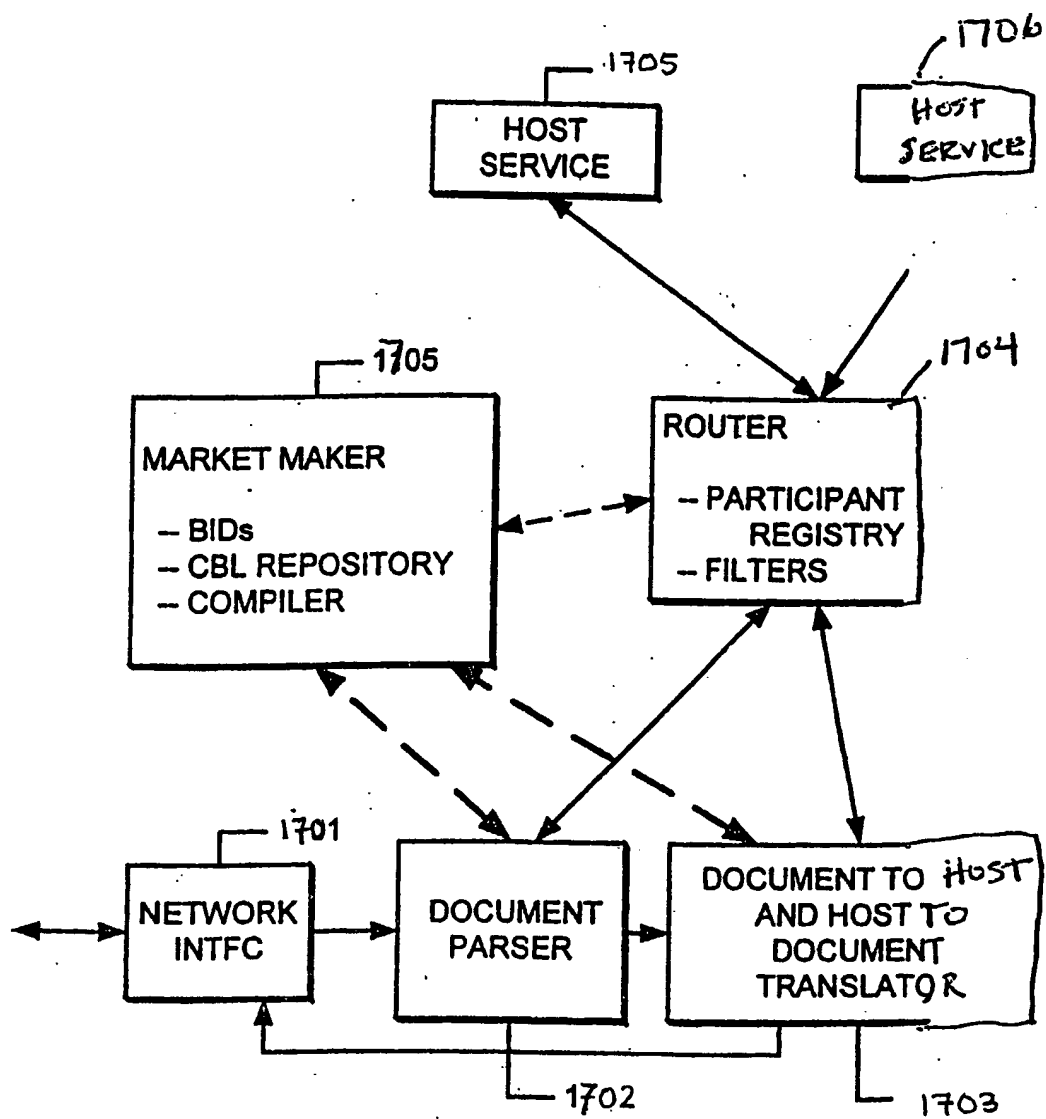 1706
1705
HOST
SERVICE
HOST
SERVICE
1705
1704
MARKET MAKER
– BIDs
– CBL REPOSITORY
– COMPILER
ROUTER
– PARTICIPANT
REGISTRY
– FILTERS
1701
NETWORK
INTFC
DOCUMENT
PARSER
DOCUMENT TO HOST
AND HOST TO
DOCUMENT
TRANSLATOR
1702
1703